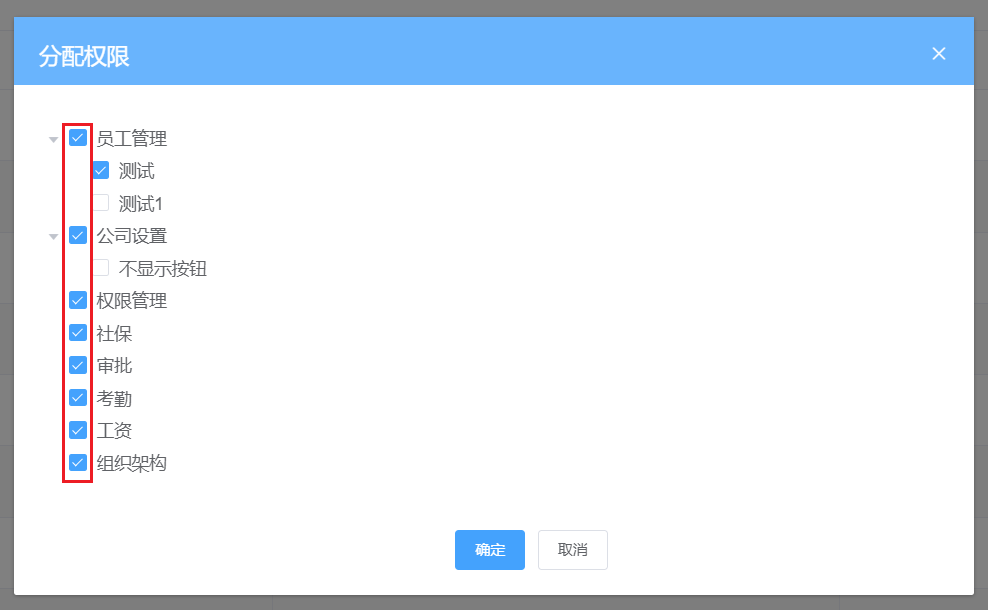 分配权限
员工管理
测试
测试1
公司设置
不显示按钮
权限管理
社保
审批
考勤
工资
组织架构
确定 取消